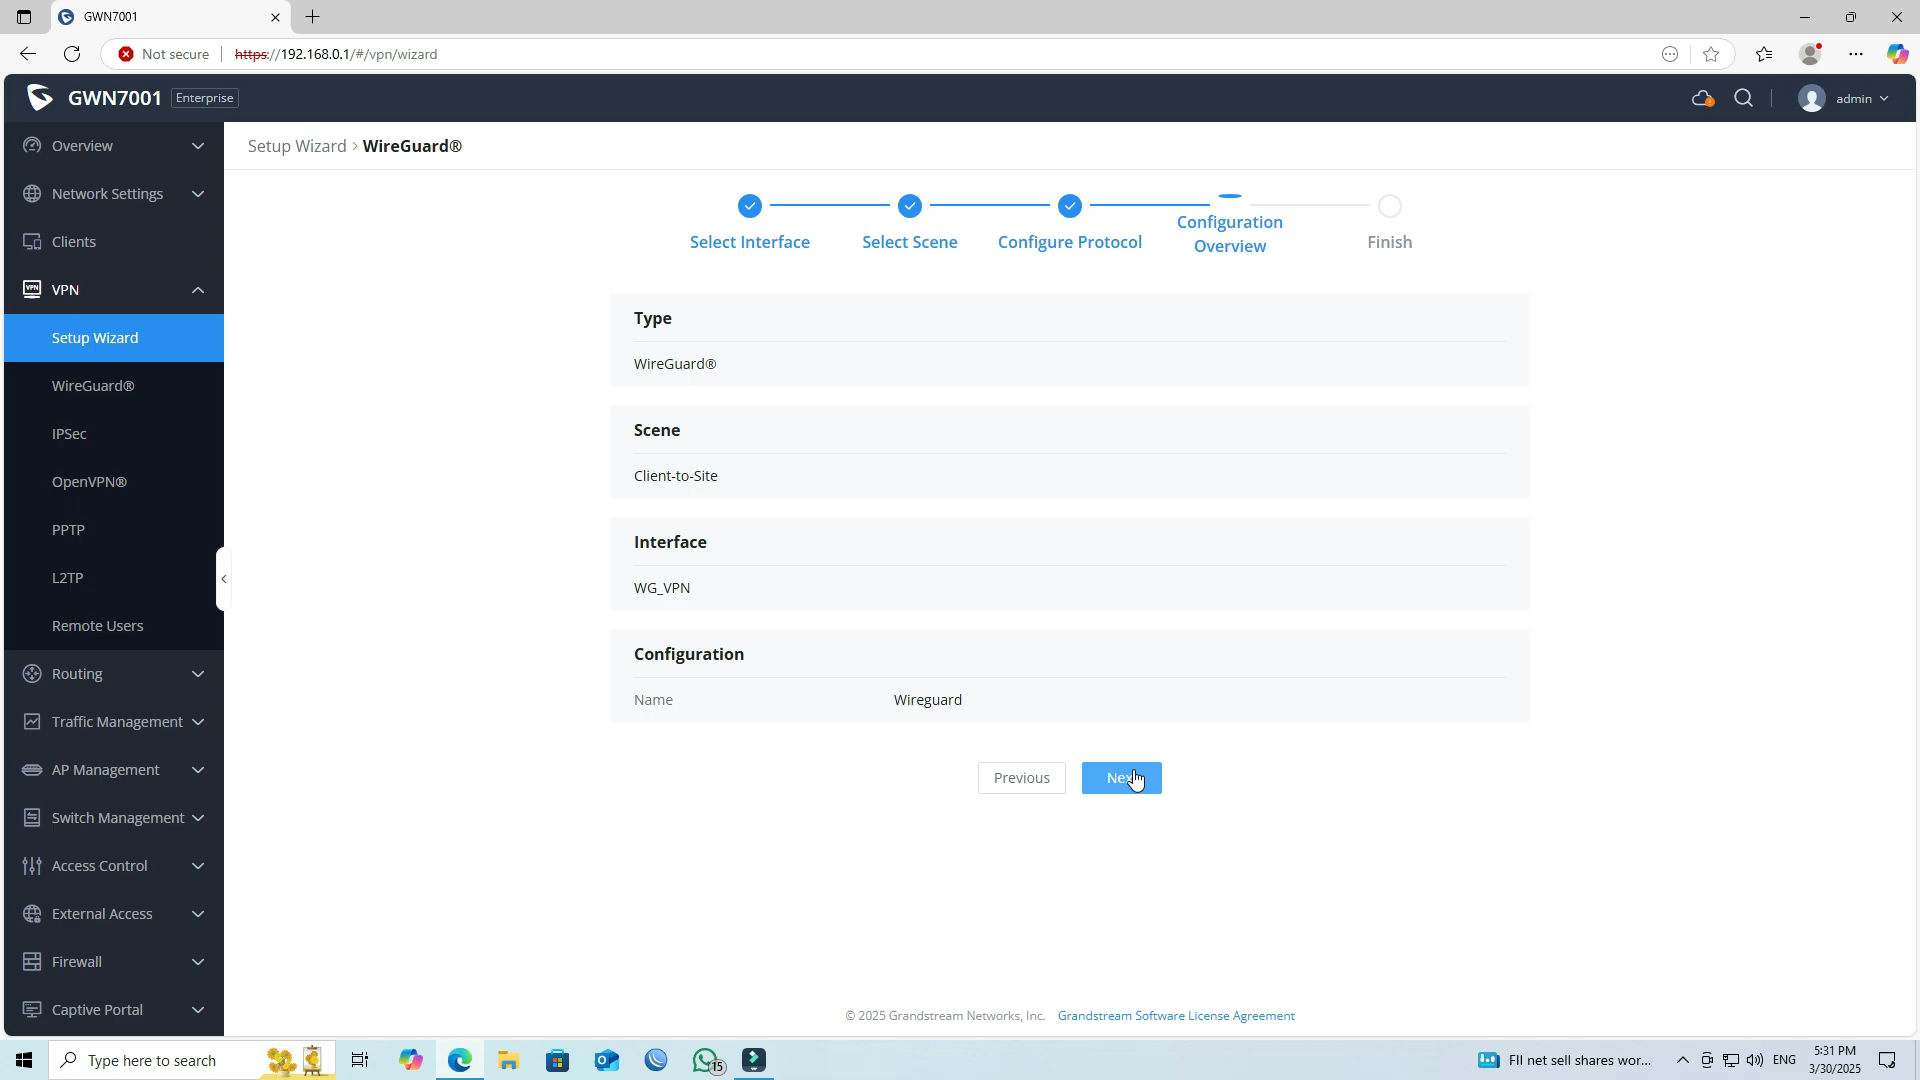 GWN7001
Not secure
https://192.168.0.1/#/vpn/wizard
GWN7001 Enterprise
admin
Overview
Network Settings
Clients
VPN
VPN
Setup Wizard
WireGuard®
IPSec
OpenVPN®
PPTP
L2TP
Remote Users
Routing
Traffic Management
AP Management
Switch Management
Access Control
External Access
Firewall
Captive Portal
Setup Wizard > WireGuard®
Select Interface
Select Scene
Configure Protocol
Configuration
Overview
Finish
Type
WireGuard®
Scene
Client-to-Site
Interface
WG_VPN
Configuration
Name Wireguard
Previous
© 2025 Grandstream Networks, Inc. Grandstream Software License Agreement
Type here to search
15
FII net sell shares wor...
ENG
5:31 PM
3/30/2025